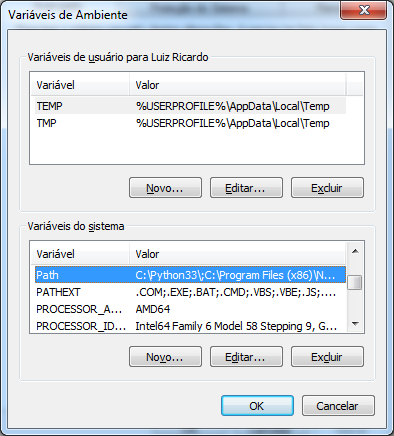 Variáveis de Ambiente
Variáveis de usuário para Luiz Ricardo
Variável Valor
TEMP %USERPROFILE%\AppData\Local\Temp
TMP %USERPROFILE%\AppData\Local\Temp
Novo... Editar... Excluir
Variáveis do sistema
Variável Valor
Path C:\Python33\;C:\Program Files (x86)\N...
PATHEXT .COM;.EXE;.BAT;.CMD;.VBS;.VBE;.JS;....
PROCESSOR_A... AMD64
PROCESSOR_ID... Intel64 Family 6 Model 58 Stepping 9, G...
Novo... Editar... Excluir
OK Cancelar